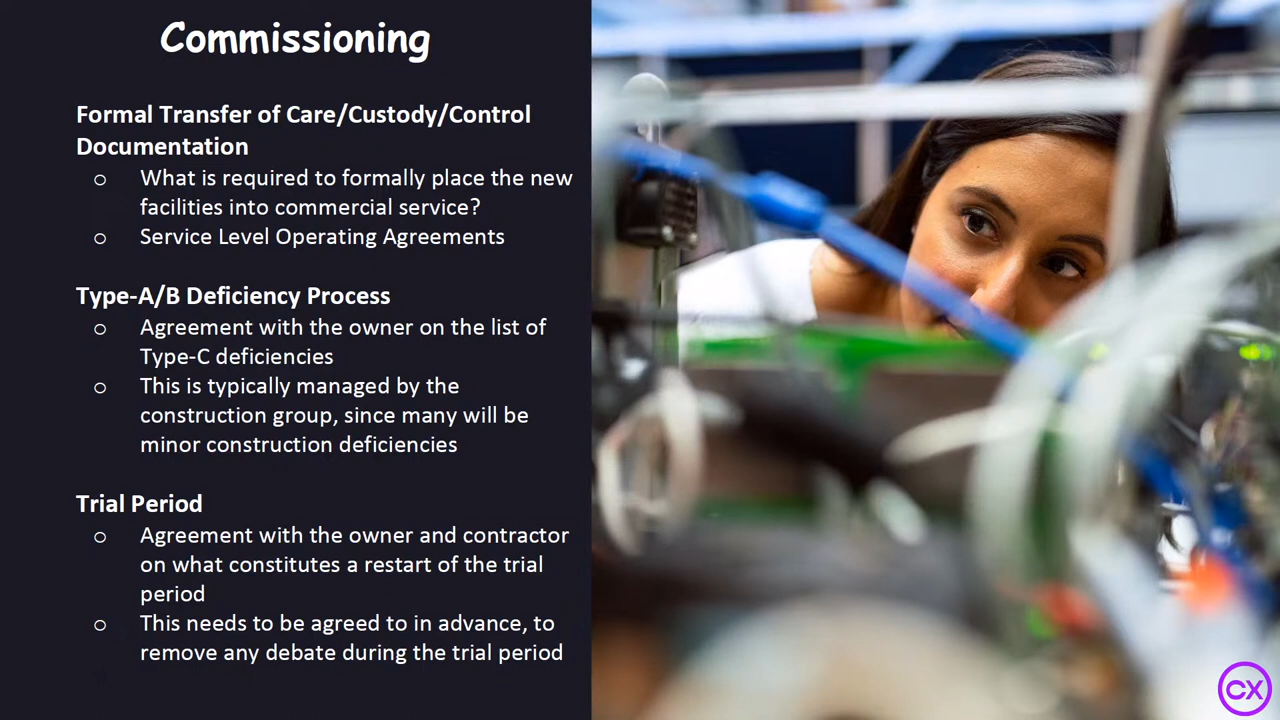 Commissioning
Formal Transfer of Care/Custody/Control
Documentation
o What is required to formally place the new
facilities into commercial service?
o Service Level Operating Agreements
Type-A/B Deficiency Process
o Agreement with the owner on the list of
Type-C deficiencies
o This is typically managed by the
construction group, since many will be
minor construction deficiencies
Trial Period
o Agreement with the owner and contractor
on what constitutes a restart of the trial
period
o This needs to be agreed to in advance, to
remove any debate during the trial period
CX